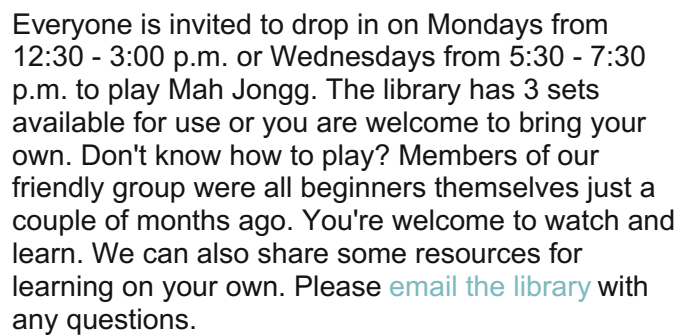 Everyone is invited to drop in on Mondays from
12:30 - 3:00 p.m. or Wednesdays from 5:30 - 7:30
p.m. to play Mah Jongg. The library has 3 sets
available for use or you are welcome to bring your
own. Don't know how to play? Members of our
friendly group were all beginners themselves just a
couple of months ago. You're welcome to watch and
learn. We can also share some resources for
learning on your own. Please email the library with
any questions.